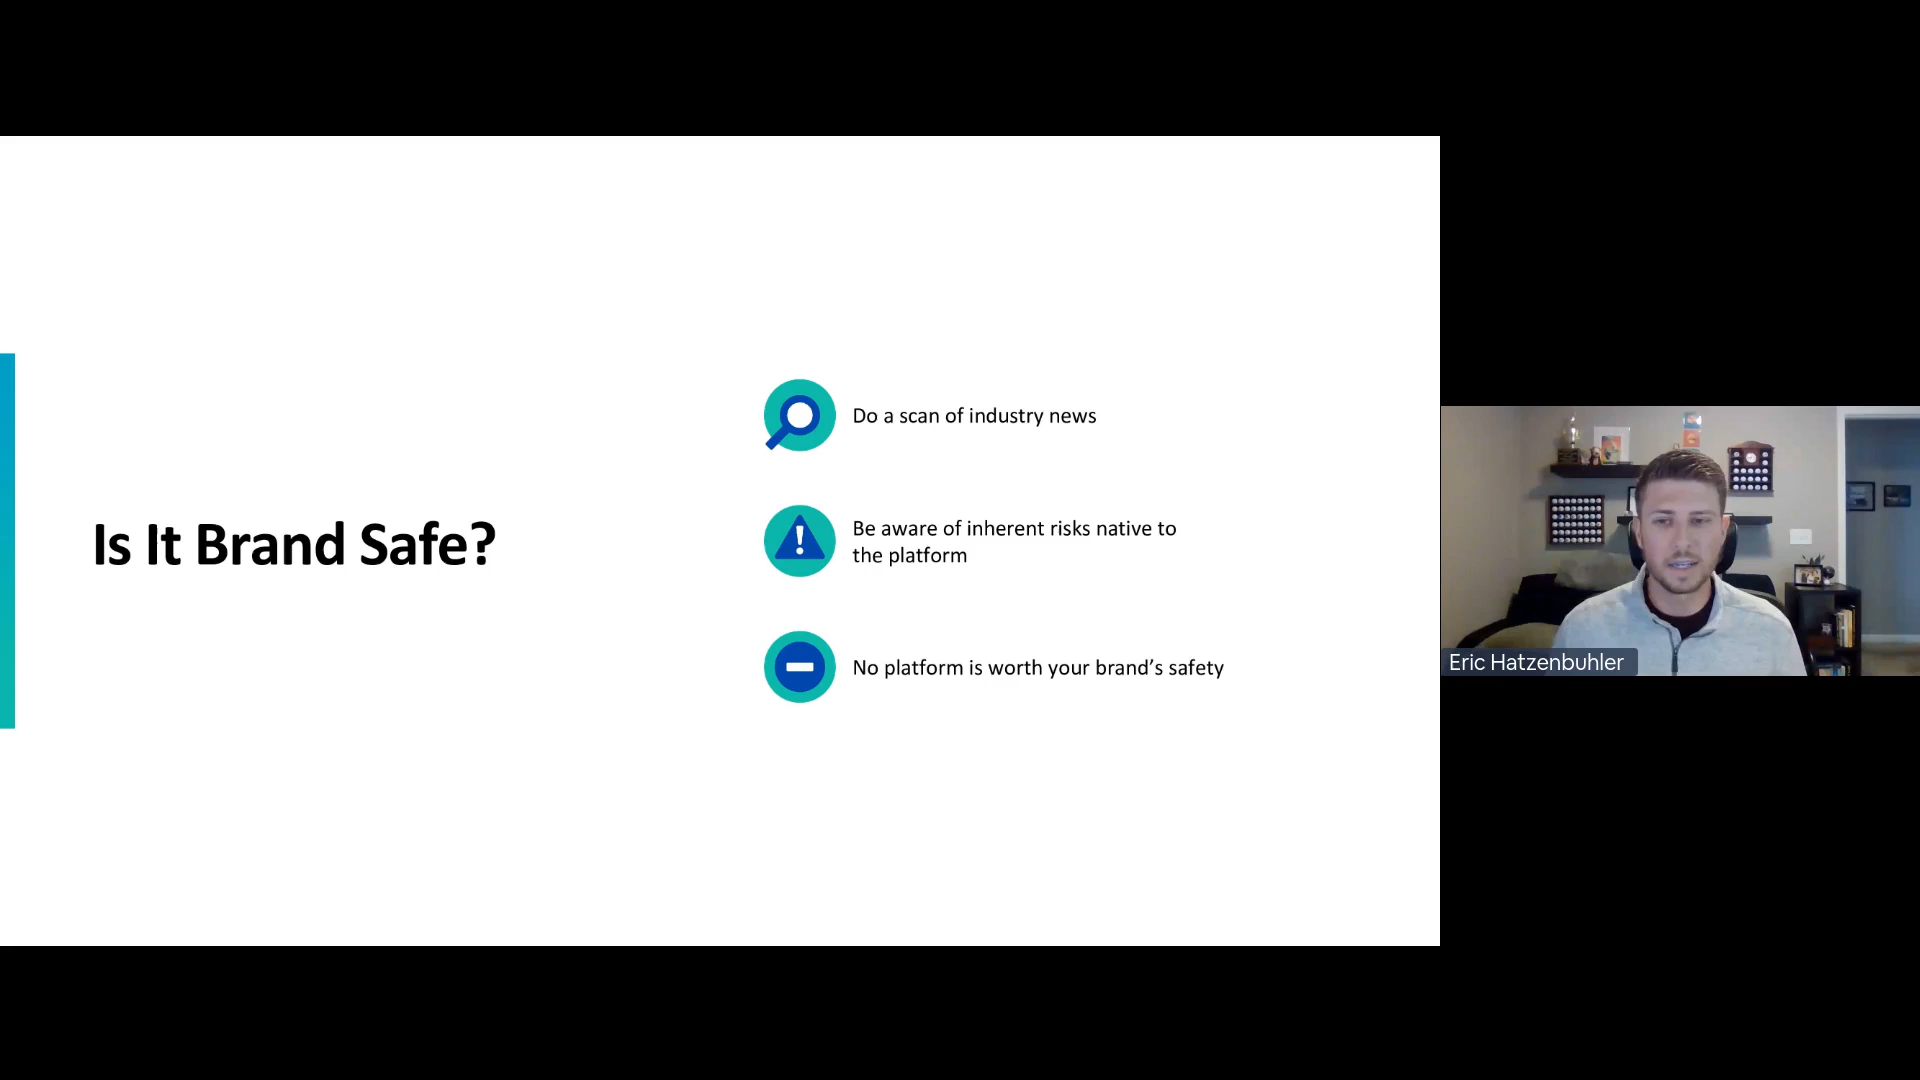 Is It Brand Safe?
Do a scan of industry news
Be aware of inherent risks native to
the platform
No platform is worth your brand’s safety
Eric Hatzenbuhler